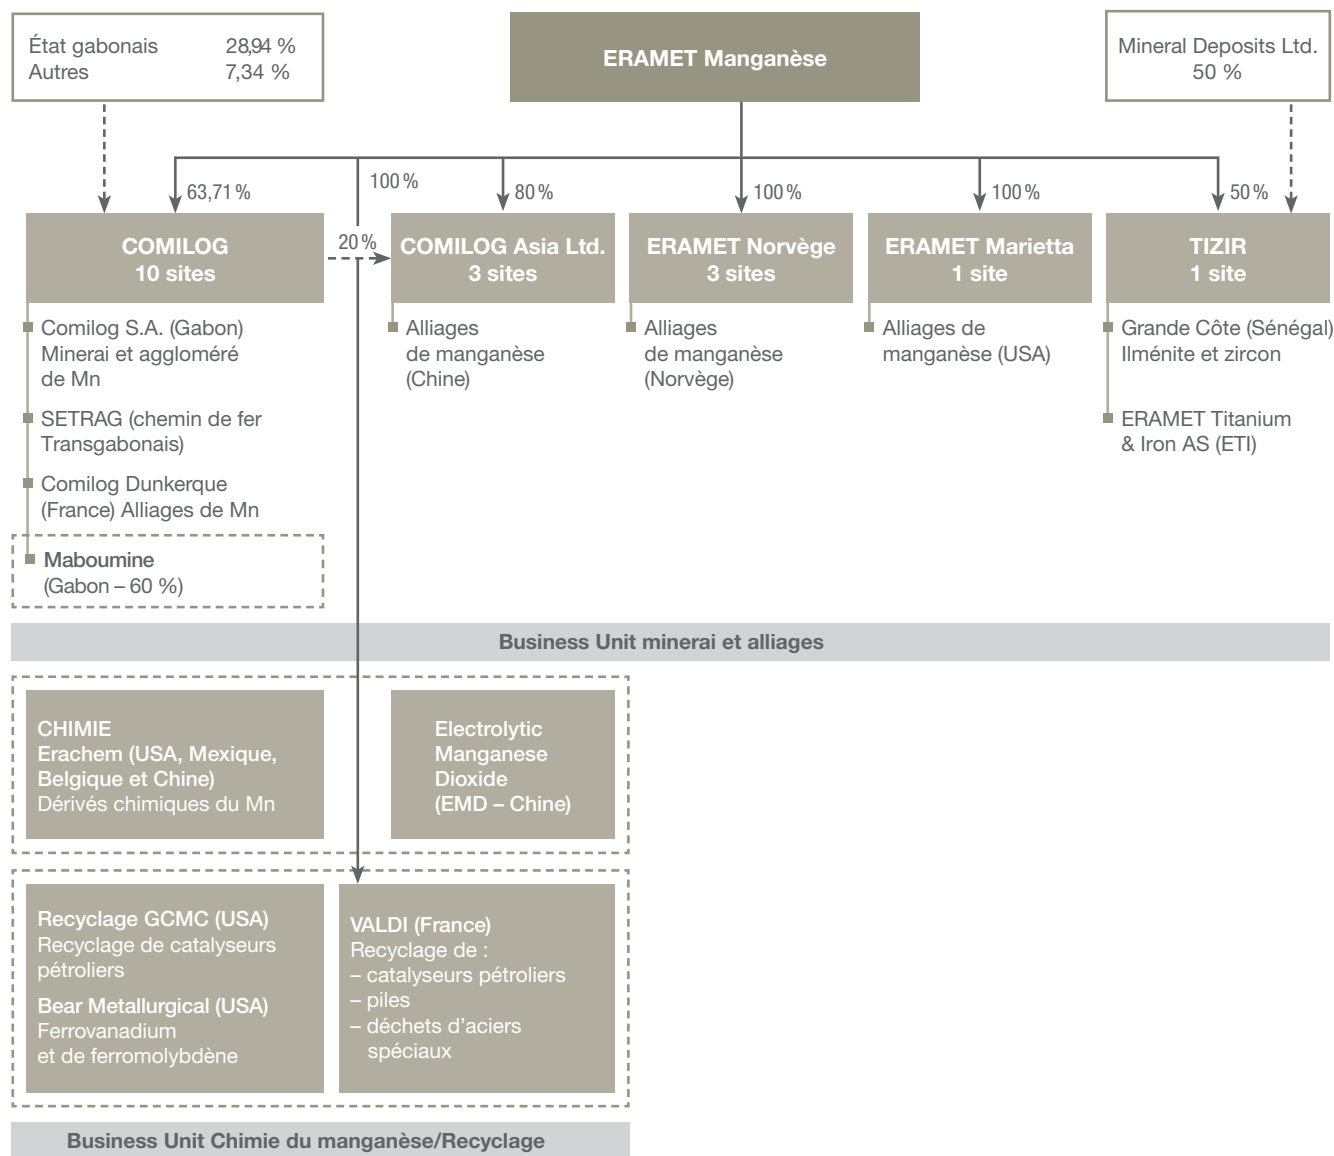 État gabonais 28,94 %
Autres 7,34 %
ERAMET Manganèse
Mineral Deposits Ltd.
50 %
63,71 %
100 %
80 %
100 %
100 %
50 %
20 %
COMILOG
10 sites
COMILOG Asia Ltd.
3 sites
ERAMET Norvège
3 sites
ERAMET Marietta
1 site
TIZIR
1 site
Comilog S.A. (Gabon)
Minerai et aggloméré
de Mn
SETRAG (chemin de fer
Transgabonais)
Comilog Dunkerque
(France) Alliages de Mn
Maboumine
(Gabon – 60 %)
Alliages
de manganèse
(Chine)
Alliages
de manganèse
(Norvège)
Alliages de
manganèse (USA)
Grande Côte (Sénégal)
Ilménite et zircon
ERAMET Titanium
& Iron AS (ETI)
Business Unit minerai et alliages
CHIMIE
Erachem (USA, Mexique,
Belgique et Chine)
Dérivés chimiques du Mn
Electrolytic
Manganese
Dioxide
(EMD – Chine)
Recyclage GCMC (USA)
Recyclage de catalyseurs
pétroliers
Bear Metallurgical (USA)
Ferrovanadium
et de ferromolybdène
VALDI (France)
Recyclage de :
– catalyseurs pétroliers
– piles
– déchets d'aciers
spéciaux
Business Unit Chimie du manganèse/Recyclage